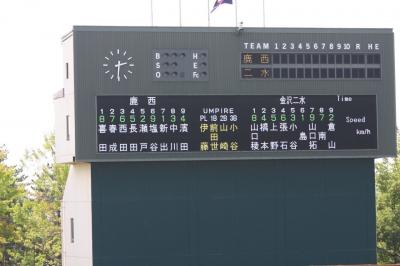 TEAM 1 2 3 4 5 6 7 8 9 10 R H E
鹿西
二水
B H
S E
O Fc
鹿 西
金沢二水
Time
1 2 3 4 5 6 7 8 9
UMPIRE
1 2 3 4 5 6 7 8 9
Speed
8 7 6 5 2 9 1 3 4
PL 1B 2B 3B
8 4 5 6 3 1 9 7 2
km/h
喜春西長瀬塩新中濱
伊前山小
山橋上張小山倉
田
口 島口南
田成田田戸谷出川田
藤世崎谷
稜本野石谷拓山